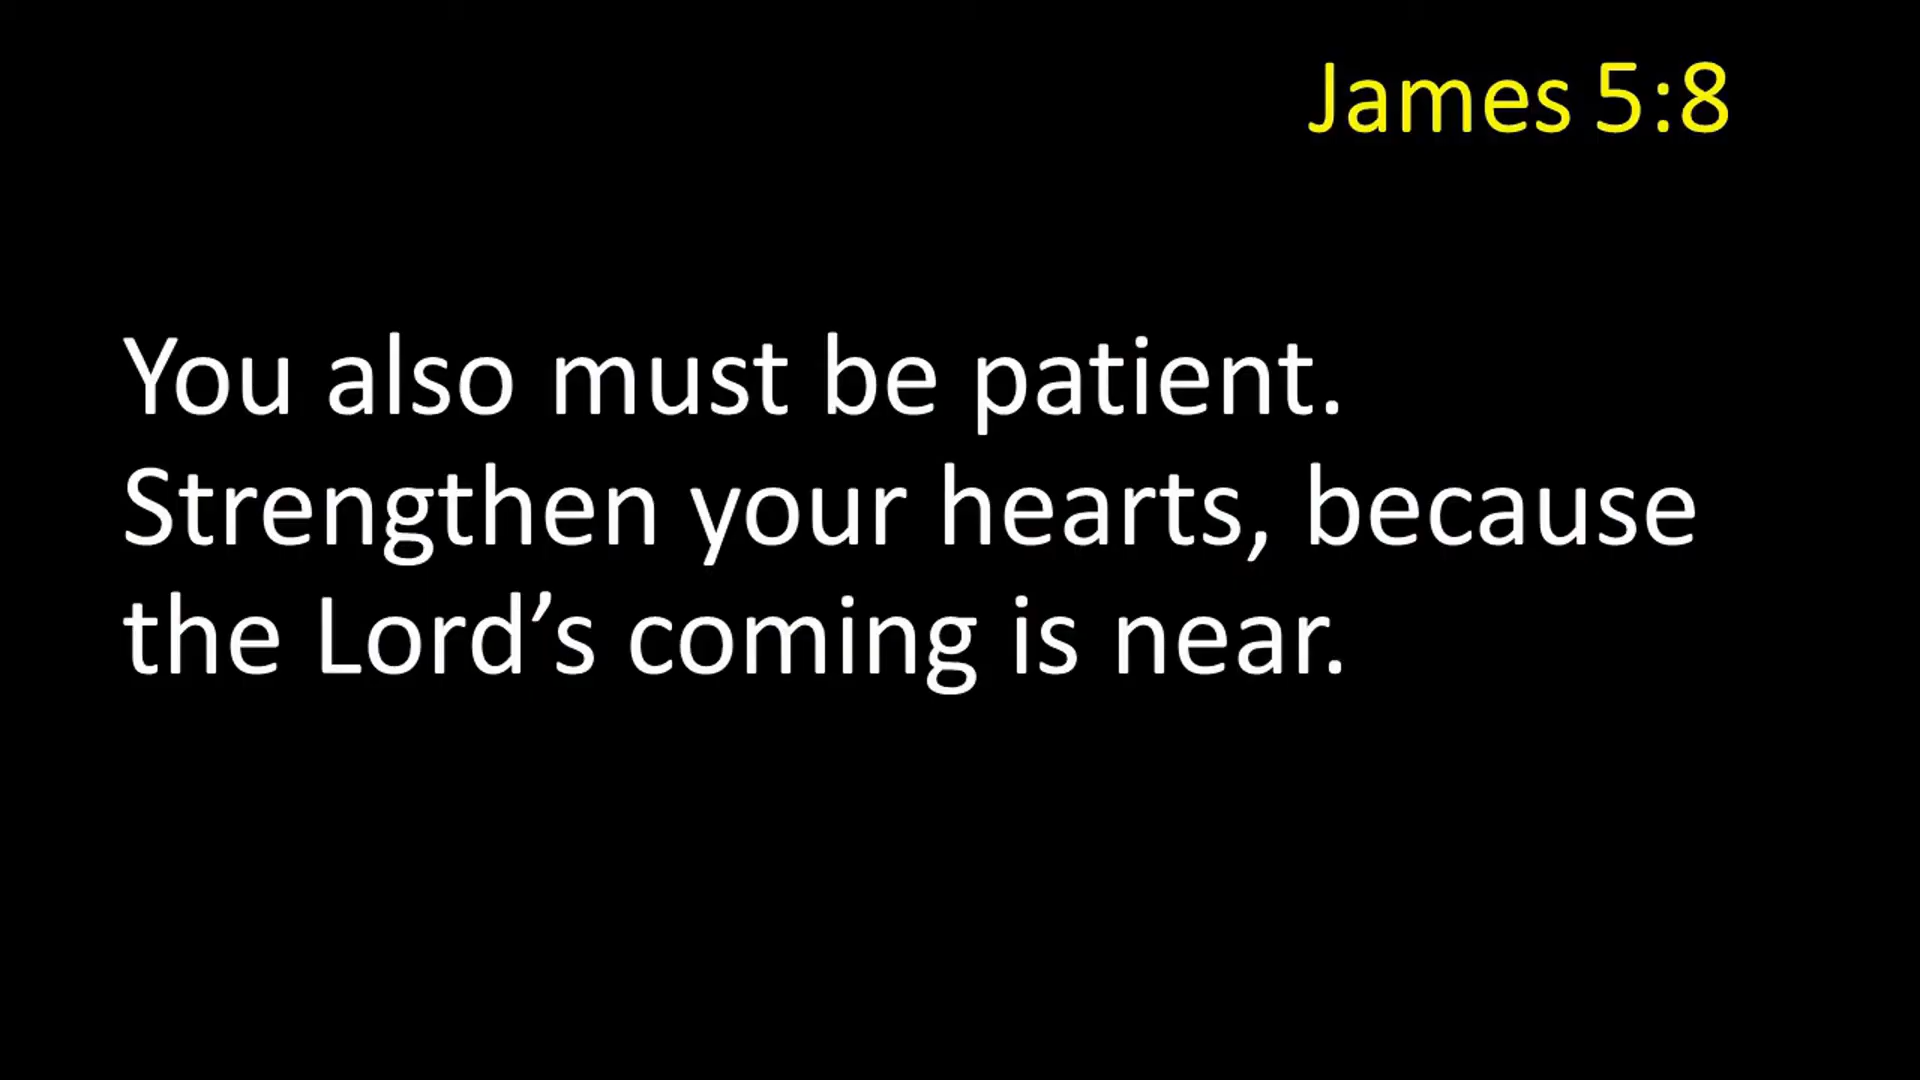 James 5:8
You also must be patient.
Strengthen your hearts, because
the Lord’s coming is near.